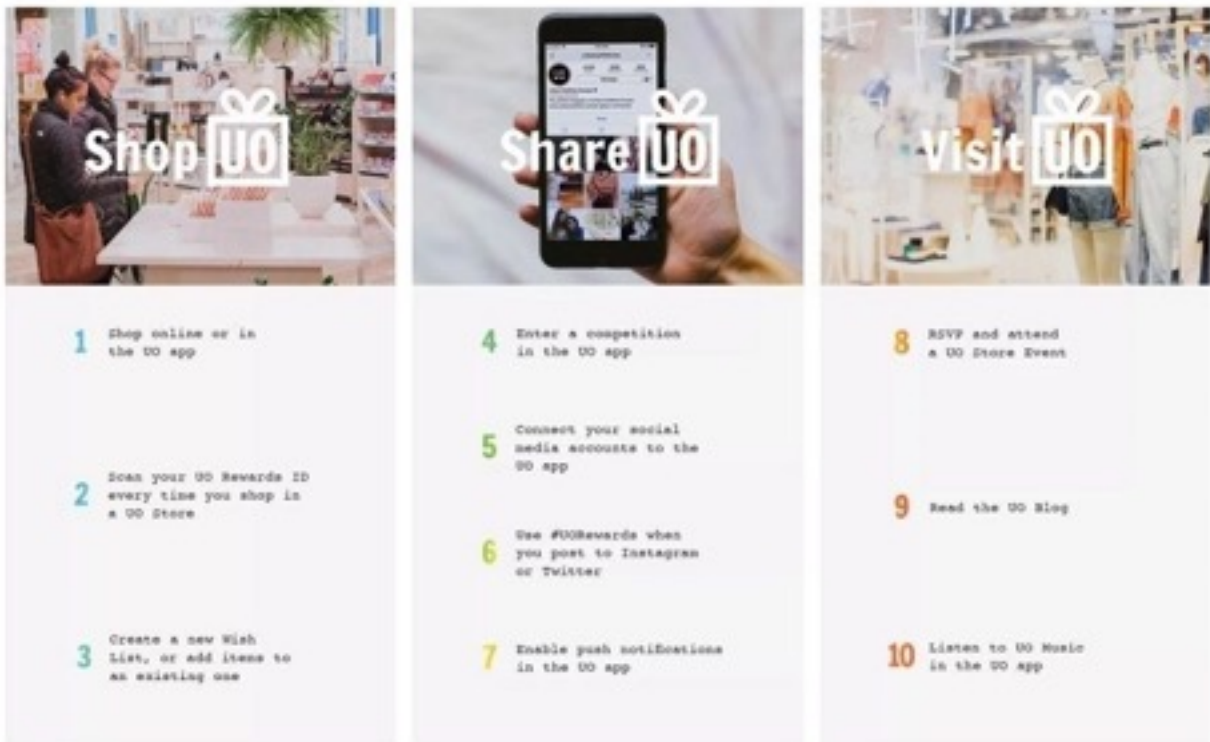 Shop UO
1 Shop online or in
the UO app
2 Scan your UO Rewards ID
every time you shop in
a UO Store
3 Create a new Wish
List, or add items to
an existing one
Share UO
4 Enter a competition
in the UO app
5 Connect your social
media accounts to the
UO app
6 Use #UORewards when
you post to Instagram
or Twitter
7 Enable push notifications
in the UO app
Visit UO
8 RSVP and attend
a UO Store Event
9 Read the UO Blog
10 Listen to UO Music
in the UO app